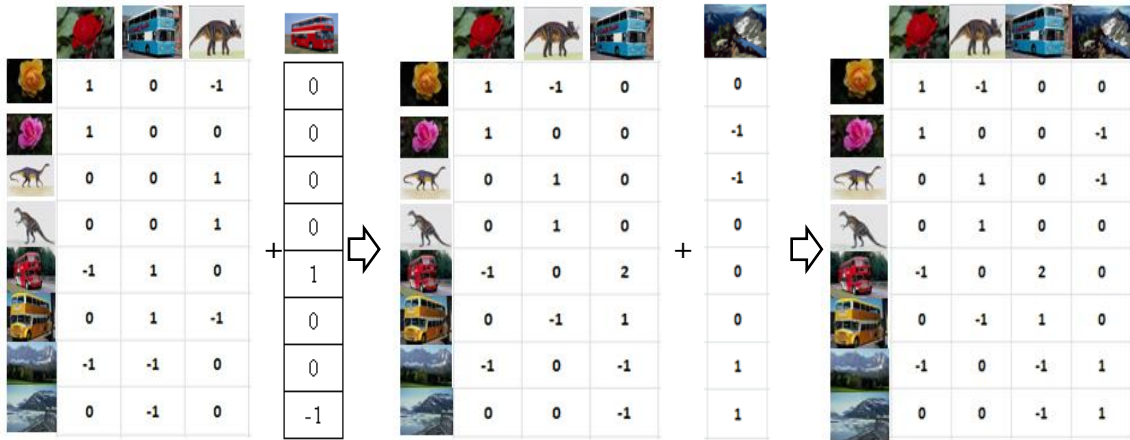 1 0 -1 0 1 -1 0 0 1 -1 0 0
1 0 0 0 1 0 0 -1 1 0 0 -1
0 0 1 0 0 1 0 -1 0 1 0 -1
0 0 1 0 0 1 0 0 0 1 0 0
-1 1 0 + 1 -1 0 2 + 0 -1 0 2 0
0 1 -1 0 0 -1 1 0 0 -1 1 0
-1 -1 0 0 -1 0 -1 1 -1 0 -1 1
0 -1 0 -1 0 0 -1 1 0 0 -1 1